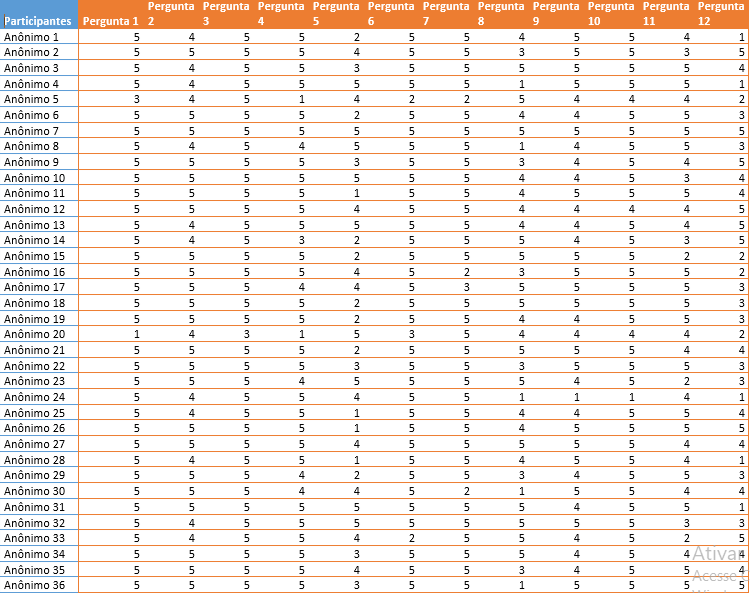 Pergunta Pergunta Pergunta Pergunta Pergunta Pergunta Pergunta Pergunta Pergunta Pergunta Pergunta
Participantes Pergunta 1 2 3 4 5 6 7 8 9 10 11 12
Anônimo 1 5 4 5 5 2 5 5 4 5 5 4 1
Anônimo 2 5 5 5 5 4 5 5 3 5 5 3 5
Anônimo 3 5 4 5 5 3 5 5 5 5 5 5 4
Anônimo 4 5 4 5 5 5 5 5 1 5 5 5 1
Anônimo 5 3 4 5 1 4 2 2 5 4 4 4 2
Anônimo 6 5 5 5 5 2 5 5 4 4 5 5 3
Anônimo 7 5 5 5 5 5 5 5 5 5 5 5 5
Anônimo 8 5 4 5 4 5 5 5 1 4 5 5 3
Anônimo 9 5 5 5 5 3 5 5 3 4 5 4 5
Anônimo 10 5 5 5 5 5 5 5 4 4 5 3 4
Anônimo 11 5 5 5 5 1 5 5 4 5 5 5 4
Anônimo 12 5 5 5 5 4 5 5 4 4 4 4 5
Anônimo 13 5 4 5 5 5 5 5 4 4 5 4 5
Anônimo 14 5 4 5 3 2 5 5 5 4 5 3 5
Anônimo 15 5 5 5 5 2 5 5 5 5 5 2 2
Anônimo 16 5 5 5 5 4 5 2 3 5 5 5 2
Anônimo 17 5 5 5 4 4 5 3 5 5 5 5 3
Anônimo 18 5 5 5 5 2 5 5 5 5 5 5 3
Anônimo 19 5 5 5 5 2 5 5 4 4 5 5 3
Anônimo 20 1 4 3 1 5 3 5 4 4 4 4 2
Anônimo 21 5 5 5 5 2 5 5 5 5 5 4 4
Anônimo 22 5 5 5 5 3 5 5 3 5 5 5 3
Anônimo 23 5 5 5 4 5 5 5 5 4 5 2 3
Anônimo 24 5 4 5 5 4 5 5 1 1 1 4 1
Anônimo 25 5 4 5 5 1 5 5 4 4 5 5 4
Anônimo 26 5 5 5 5 1 5 5 4 5 5 5 5
Anônimo 27 5 5 5 5 4 5 5 5 5 5 4 4
Anônimo 28 5 4 5 5 1 5 5 4 5 5 4 1
Anônimo 29 5 5 5 4 2 5 5 3 4 5 5 3
Anônimo 30 5 5 5 4 4 5 2 1 5 5 4 4
Anônimo 31 5 5 5 5 5 5 5 5 4 5 5 1
Anônimo 32 5 4 5 5 5 5 5 5 5 5 3 3
Anônimo 33 5 4 5 5 4 2 5 5 4 5 2 5
Anônimo 34 5 5 5 5 3 5 5 5 4 5 4 4
Anônimo 35 5 5 5 5 4 5 5 3 4 5 5 4
Anônimo 36 5 5 5 5 3 5 5 1 5 5 5 5
Acesse